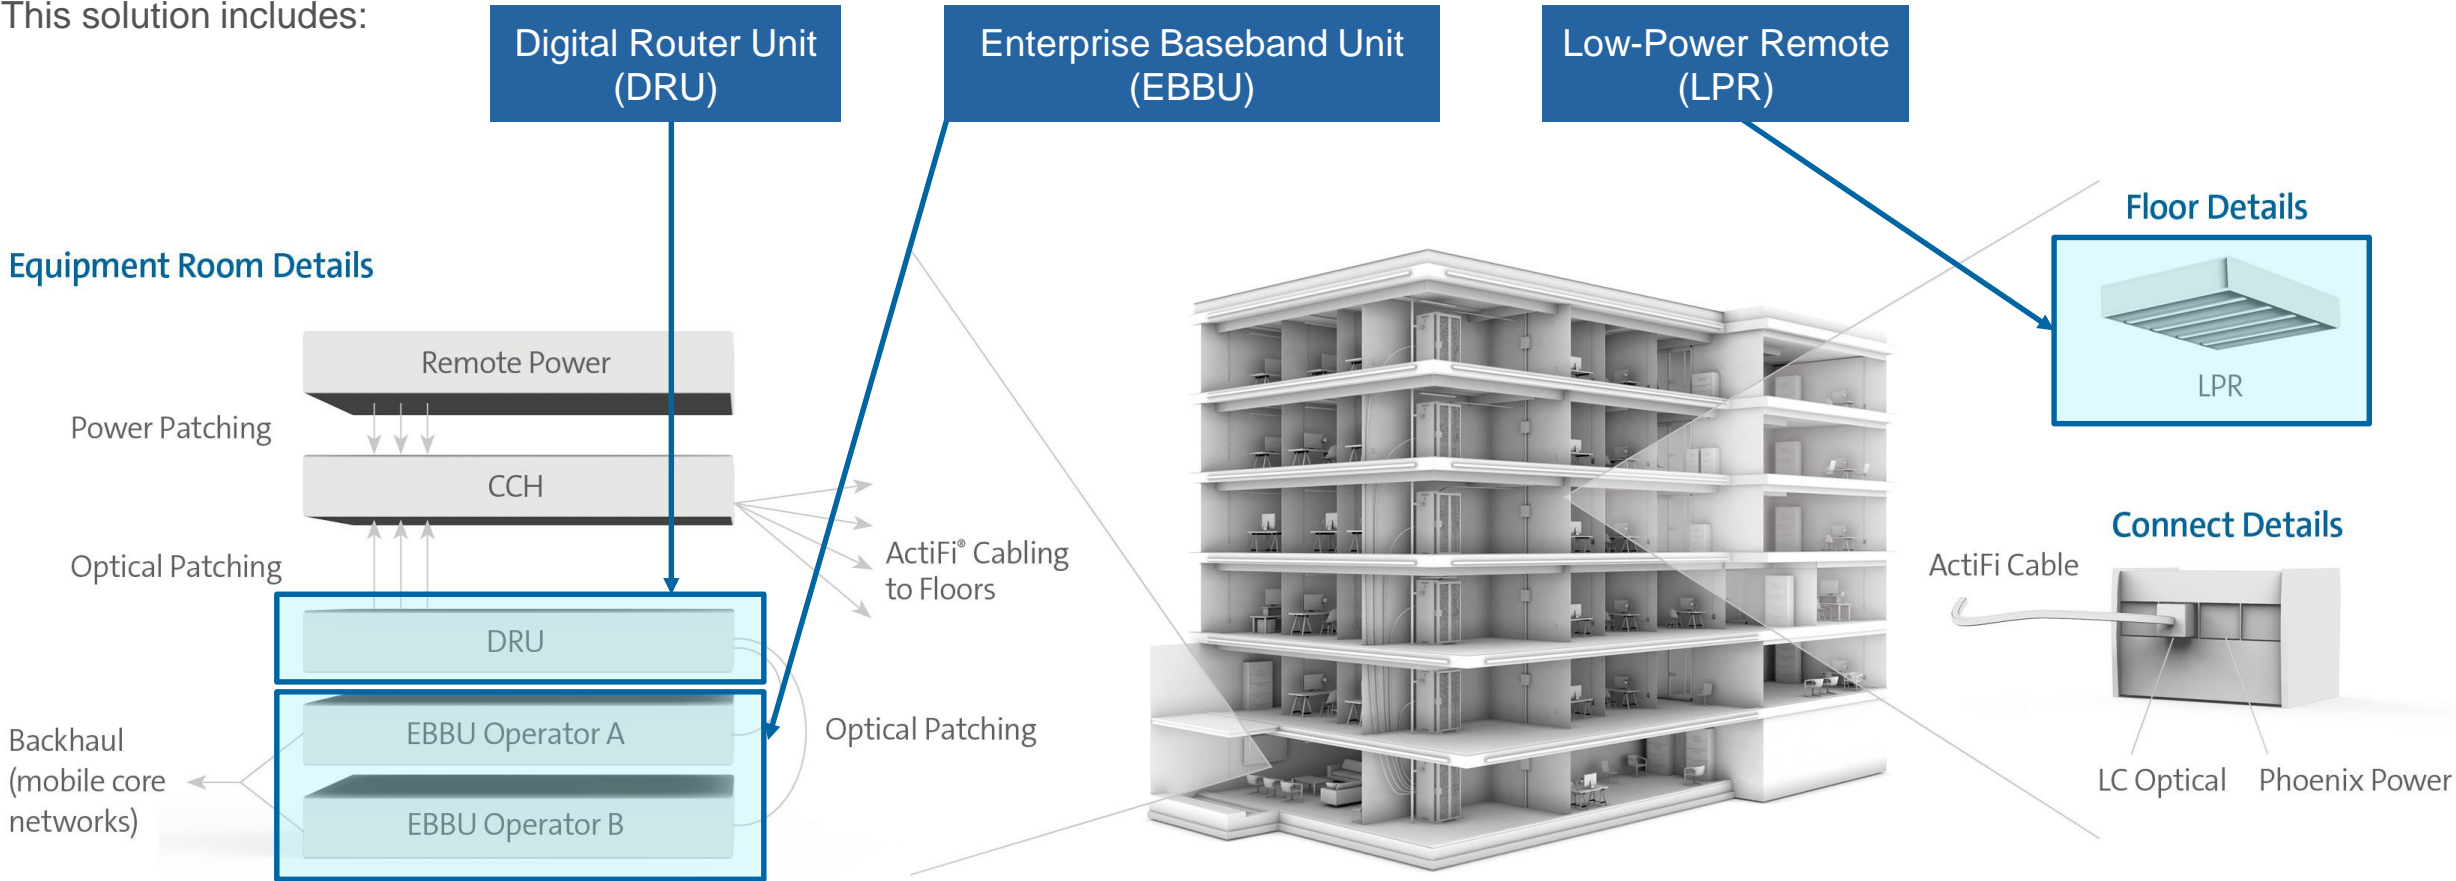 This solution includes:
Digital Router Unit
(DRU)
Enterprise Baseband Unit
(EBBU)
Low-Power Remote
(LPR)
Equipment Room Details
Remote Power
Power Patching
CCH
Optical Patching
ActiFi® Cabling
to Floors
DRU
EBBU Operator A
EBBU Operator B
Optical Patching
Backhaul
(mobile core
networks)
Floor Details
LPR
Connect Details
ActiFi Cable
LC Optical
Phoenix Power